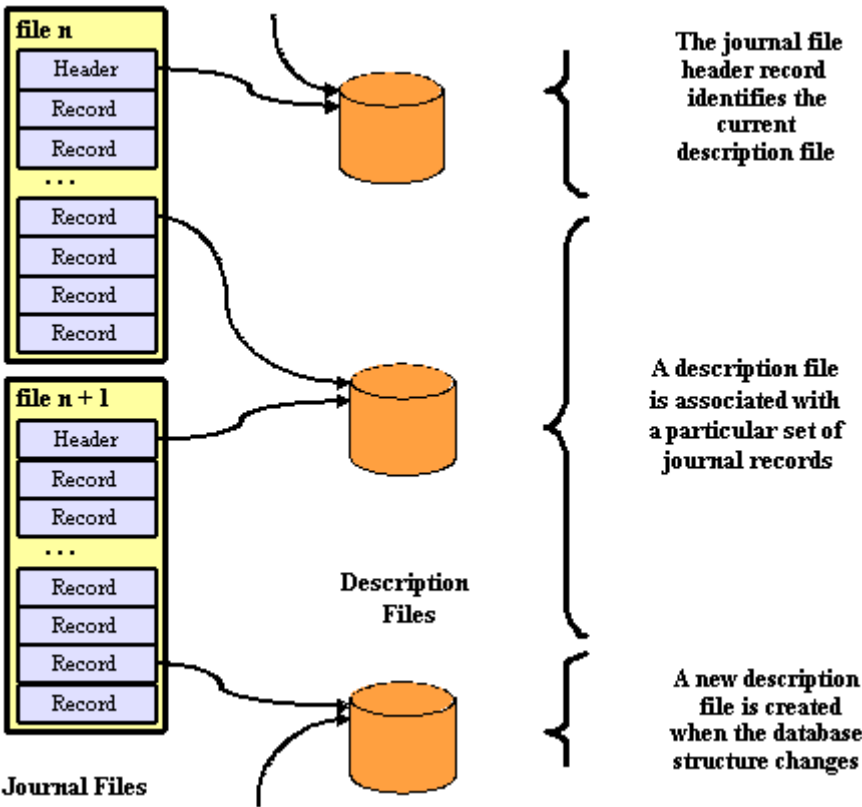 file n
Header
Record
Record
...
Record
Record
Record
Record
file n + 1
Header
Record
Record
...
Record
Record
Record
Record
Journal Files
Description
Files
The journal file
header record
identifies the
current
description file
A description file
is associated with
a particular set of
journal records
A new description
file is created
when the database
structure changes